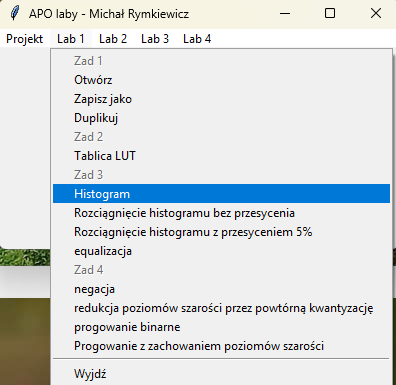 APO laby - Michał Rymkiewicz
Projekt Lab 1 Lab 2 Lab 3 Lab 4
Zad 1
Otwórz
Zapisz jako
Duplikuj
Zad 2
Tablica LUT
Zad 3
Histogram
Rozciągnięcie histogramu bez przesycenia
Rozciągnięcie histogramu z przesyceniem 5%
equalizacja
Zad 4
negacja
redukcja poziomów szarości przez powtórną kwantyzację
progowanie binarne
Progowanie z zachowaniem poziomów szarości
Wyjdź